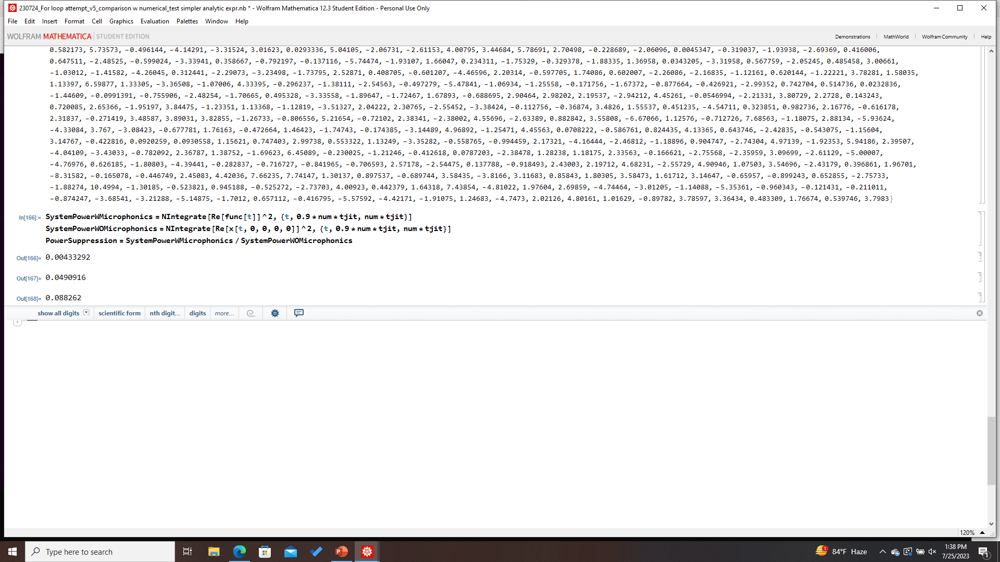 230724_For loop attempt_v5_comparison w numerical_test simpler analytic expr.nb * - Wolfram Mathematica 12.3 Student Edition - Personal Use Only
File Edit Insert Format Cell Graphics Evaluation Palettes Window Help
WOLFRAM MATHEMATICA STUDENT EDITION
Demonstrations MathWorld Wolfram Community Help
0.582173, 5.73573, -0.496144, -4.14291, -3.31524, 3.01623, 0.0293336, 5.04105, -2.06731, -2.61153, 4.00795, 3.44684, 5.78691, 2.70498, -0.228689, -2.06096, 0.0045347, -0.319037, -1.93938, -2.69369, 0.416006,
0.647511, -2.48525, -0.599024, -3.33941, 0.358667, -0.792197, -0.137116, -5.74474, -1.93107, 1.66047, 0.234311, -1.75329, -0.329378, -1.88335, 1.36958, 0.0343205, -3.31958, 0.567759, -2.05245, 0.485458, 3.00661,
-1.03012, -1.41582, -4.26045, 0.312441, -2.29073, -3.23498, -1.73795, 2.52871, 0.408705, -0.601207, -4.46596, 2.20314, -0.597705, 1.74086, 0.602007, -2.26086, -2.16835, -1.12161, 0.620144, -1.22221, 3.78281, 1.58035,
1.13397, 6.59877, 1.33305, -3.36508, -1.07006, 4.33395, -0.296237, -1.38111, -2.54563, -0.497279, -5.47841, -1.06934, -1.25558, -0.171756, -1.67372, -0.877664, -0.426921, -2.99352, 0.742704, 0.514736, 0.0232836,
-1.44609, -0.0991391, -0.755906, -2.48254, -1.70665, 0.495328, -3.33558, -1.89647, -1.72467, 1.67893, -0.688695, 2.90464, 2.98202, 2.19537, -2.94212, 4.45261, -0.0546994, -2.21331, 3.80729, 2.2728, 0.143243,
0.720085, 2.65366, -1.95197, 3.84475, -1.23351, 1.13368, -1.12819, -3.51327, 2.04222, 2.30765, -2.55452, -3.38424, -0.112756, -0.36874, 3.4826, 1.55537, 0.451235, -4.54711, 0.323851, 0.982736, 2.16776, -0.616178,
2.31837, -0.271419, 3.48587, 3.89031, 3.82855, -1.26733, -0.806556, 5.21654, -0.72102, 2.38341, -2.38002, 4.55696, -2.63389, 0.882842, 3.55808, -6.67066, 1.12576, -0.712726, 7.68563, -1.18075, 2.88134, -5.93624,
-4.33084, 3.767, -3.08423, -0.677781, 1.76163, -0.472664, 1.46423, -1.74743, -0.174385, -3.14489, 4.96892, -1.25471, 4.45563, 0.0708222, -0.586761, 0.824435, 4.13365, 0.643746, -2.42835, -0.543075, -1.15604,
3.14767, -0.422816, 0.0920259, 0.0930558, 1.15621, 0.747403, 2.99738, 0.553322, 1.13249, -3.35282, -0.558765, -0.994459, 2.17321, -4.16444, -2.46812, -1.18896, 0.904747, -2.74304, 4.97139, -1.92353, 5.94186, 2.39507,
-4.04109, -3.43033, -0.782092, 2.36787, 1.38752, -1.69623, 6.45089, -0.230025, -1.21246, -0.412618, 0.0787203, -2.38478, 1.28238, 1.18175, 2.33563, -0.166621, -2.75568, -2.35959, 3.09699, -2.61129, -5.00007,
-4.76976, 0.626185, -1.80803, -4.39441, -0.282837, -0.716727, -0.841965, -0.706593, 2.57178, -2.54475, 0.137788, -0.918493, 2.43003, 2.19712, 4.68231, -2.55729, 4.90946, 1.07503, 3.54696, -2.43179, 0.396861, 1.96701,
-8.31582, -0.165078, -0.446749, 2.45083, 4.42036, 7.66235, 7.74147, 1.30137, 0.897537, -0.689744, 3.58435, -3.8166, 3.11683, 0.85843, 1.80305, 3.58473, 1.61712, 3.14647, -0.65957, -0.899243, 0.652855, -2.75733,
-1.88274, 10.4994, -1.30185, -0.523821, 0.945188, -0.525272, -2.73703, 4.00923, 0.442379, 1.64318, 7.43854, -4.81022, 1.97604, 2.69859, -4.74464, -3.01205, -1.14088, -5.35361, -0.960343, -0.121431, -0.211011,
-0.874247, -3.68541, -3.21288, -5.14875, -1.7012, 0.657112, -0.416795, -5.57592, -4.42171, -1.91075, 1.24683, -4.7473, 2.02126, 4.80161, 1.01629, -0.89782, 3.78597, 3.36434, 0.483309, 1.76674, 0.539746, 3.7983}
In[166]:= SystemPowerWMicrophonics = NIntegrate[Re[func[t]]^2, {t, 0.9*num*tjit, num*tjit}]
SystemPowerWOMicrophonics = NIntegrate[Re[x[t, 0, 0, 0, 0]]^2, {t, 0.9*num*tjit, num*tjit}]
PowerSuppression = SystemPowerWMicrophonics / SystemPowerWOMicrophonics
Out[166]= 0.00433292
Out[167]= 0.0490916
Out[168]= 0.088262
show all digits scientific form nth digit... digits more...
120%
Type here to search
84°F Haze
1:38 PM
7/25/2023